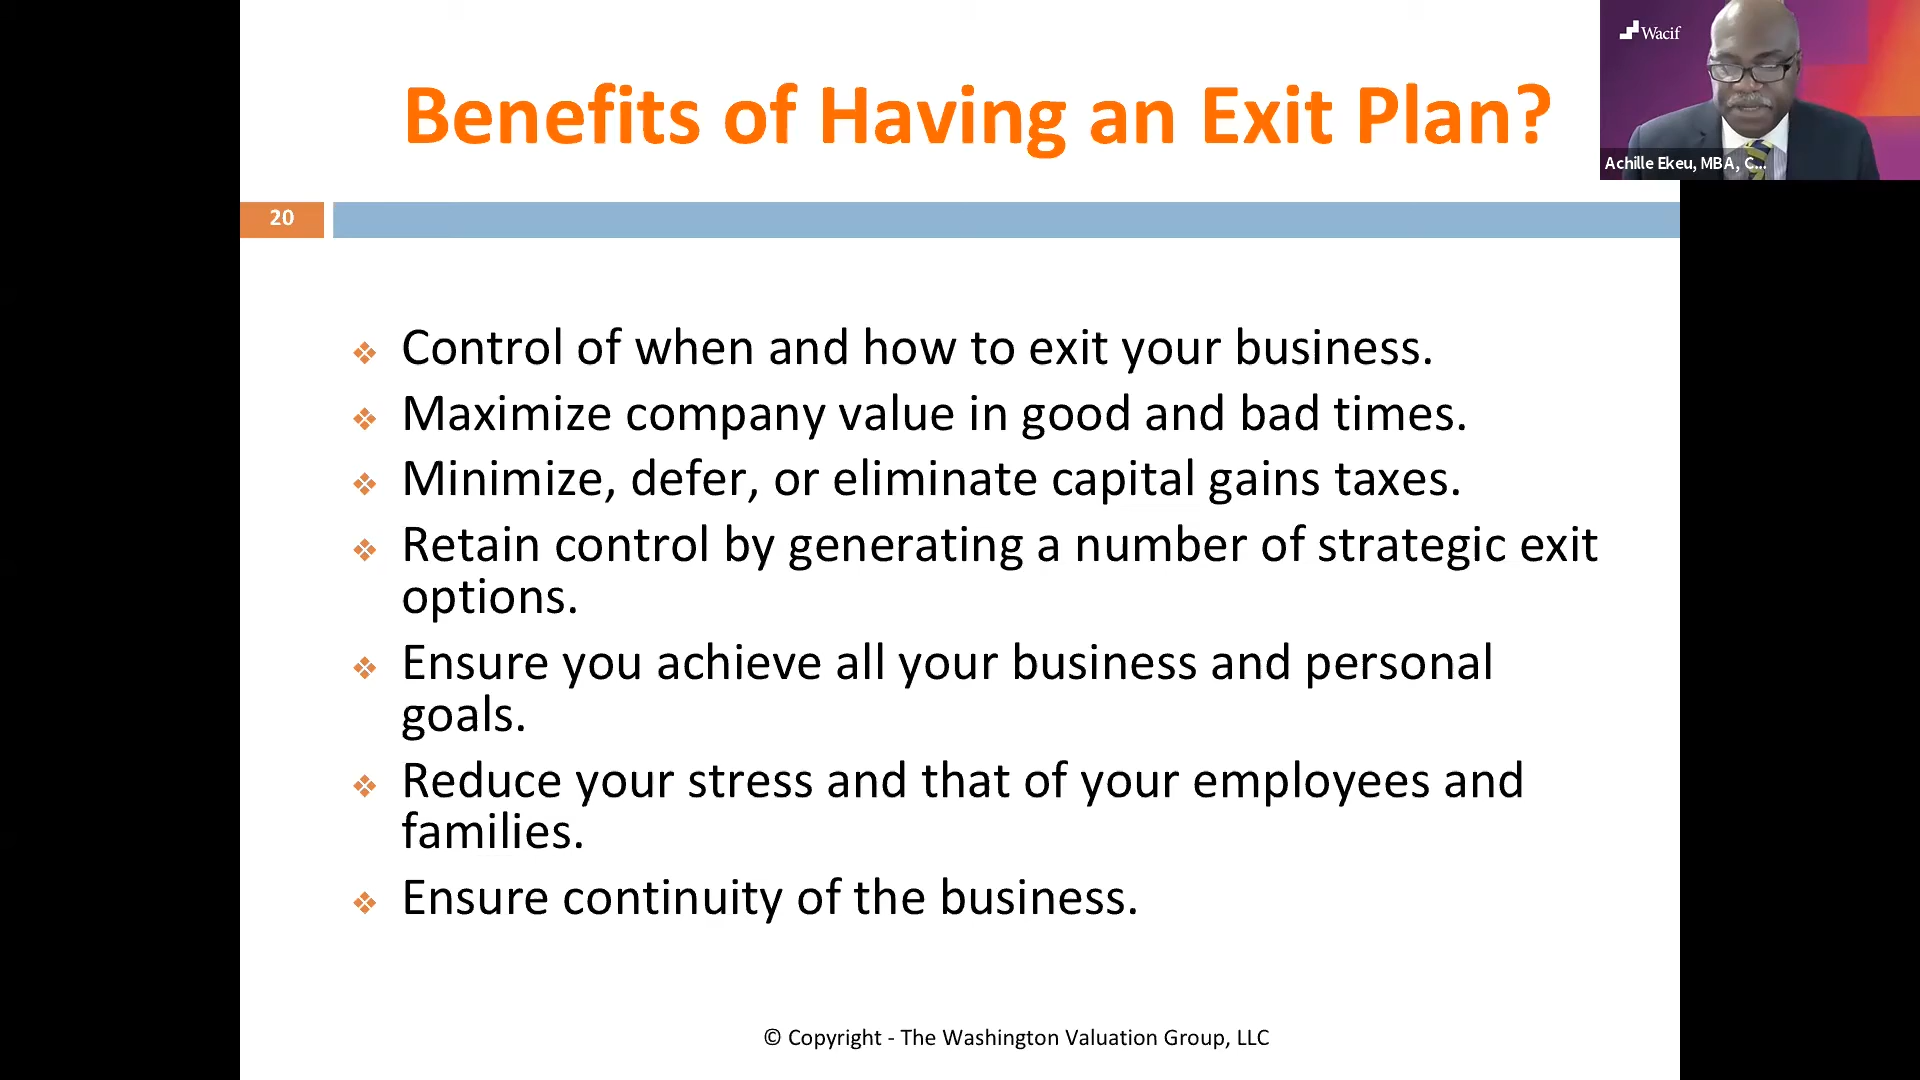 Benefits of Having an Exit Plan?
Wacif
Achille Ekeu, MBA, C...
20
❖ Control of when and how to exit your business.
❖ Maximize company value in good and bad times.
❖ Minimize, defer, or eliminate capital gains taxes.
❖ Retain control by generating a number of strategic exit
options.
❖ Ensure you achieve all your business and personal
goals.
❖ Reduce your stress and that of your employees and
families.
❖ Ensure continuity of the business.
© Copyright - The Washington Valuation Group, LLC